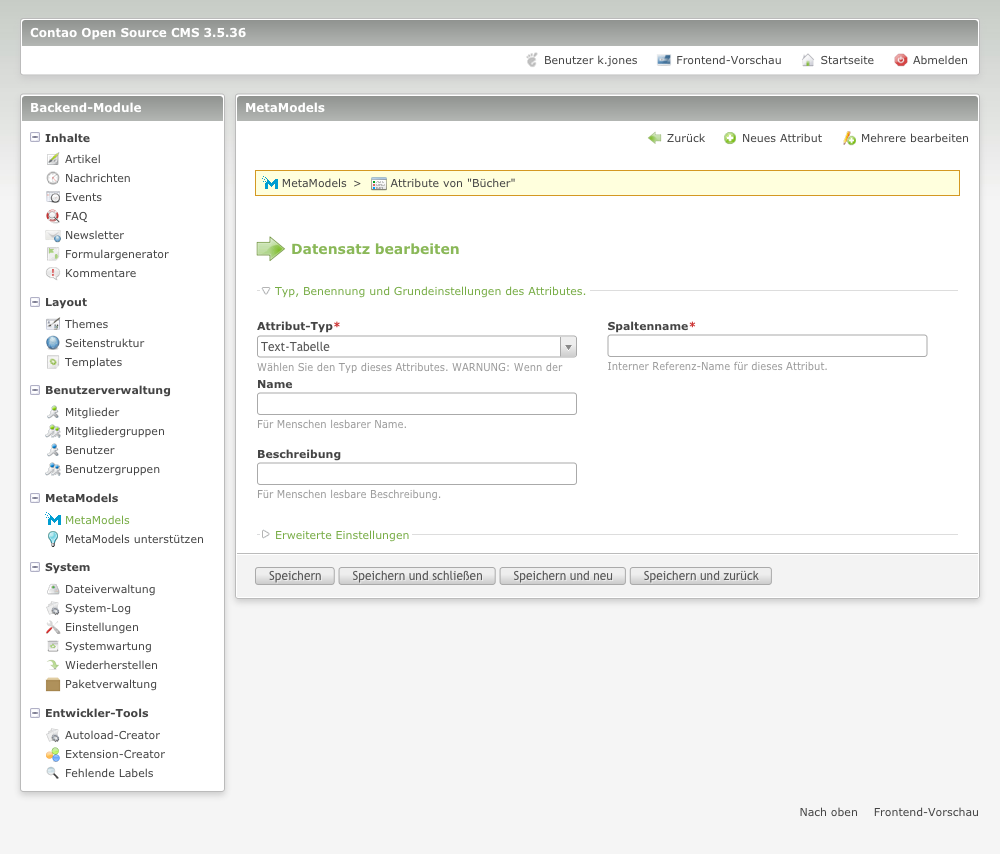 Contao Open Source CMS 3.5.36
Benutzer k.jones Frontend-Vorschau Startseite Abmelden
Backend-Module
Inhalte
Artikel
Nachrichten
Events
FAQ
Newsletter
Formulargenerator
Kommentare
Layout
Themes
Seitenstruktur
Templates
Benutzerverwaltung
Mitglieder
Mitgliedergruppen
Benutzer
Benutzergruppen
MetaModels
MetaModels
MetaModels unterstützen
System
Dateiverwaltung
System-Log
Einstellungen
Systemwartung
Wiederherstellen
Paketverwaltung
Entwickler-Tools
Autoload-Creator
Extension-Creator
Fehlende Labels
MetaModels
Zurück Neues Attribut Mehrere bearbeiten
MetaModels > Attribute von "Bücher"
Datensatz bearbeiten
Typ, Benennung und Grundeinstellungen des Attributes.
Attribut-Typ*
Text-Tabelle
Wählen Sie den Typ dieses Attributes. WARNUNG: Wenn der
Spaltenname*
Interner Referenz-Name für dieses Attribut.
Name
Für Menschen lesbarer Name.
Beschreibung
Für Menschen lesbare Beschreibung.
Erweiterte Einstellungen
Speichern Speichern und schließen Speichern und neu Speichern und zurück
Nach oben Frontend-Vorschau